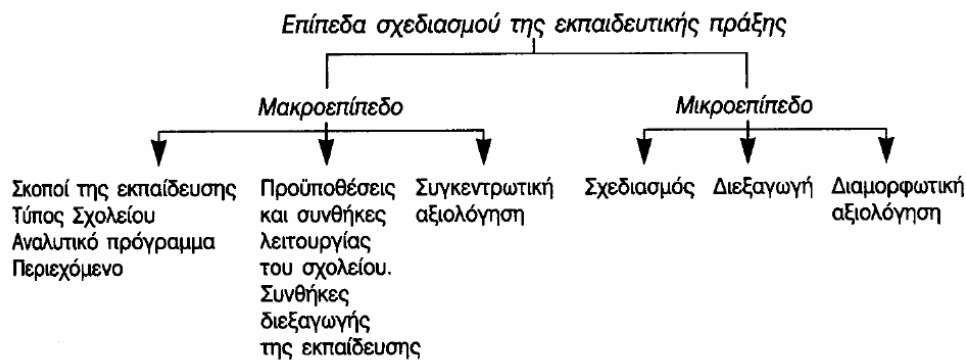 Επίπεδα σχεδιασμού της εκπαιδευτικής πράξης
Μακροεπίπεδο
Μικροεπίπεδο
Σκοποί της εκπαίδευσης
Τύπος Σχολείου
Αναλυτικό πρόγραμμα
Περιεχόμενο
Προϋποθέσεις
και συνθήκες
λειτουργίας
του σχολείου.
Συνθήκες
διεξαγωγής
της εκπαίδευσης
Συγκεντρωτική
αξιολόγηση
Σχεδιασμός
Διεξαγωγή
Διαμορφωτική
αξιολόγηση